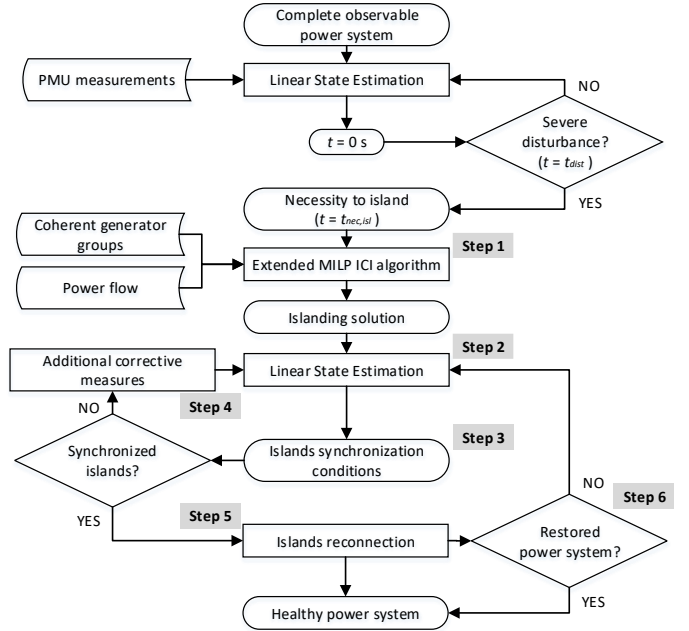 Complete observable
power system
PMU measurements
Linear State Estimation
NO
t = 0 s
Severe
disturbance?
(t = tdist )
YES
Necessity to island
(t = tnec,isl )
Coherent generator
groups
Step 1
Extended MILP ICI algorithm
Power flow
Islanding solution
Step 2
Additional corrective
measures
Linear State Estimation
NO
Step 4
Step 3
Synchronized
islands?
Islands synchronization
conditions
NO
Step 6
YES
Step 5
Islands reconnection
Restored
power system?
YES
Healthy power system